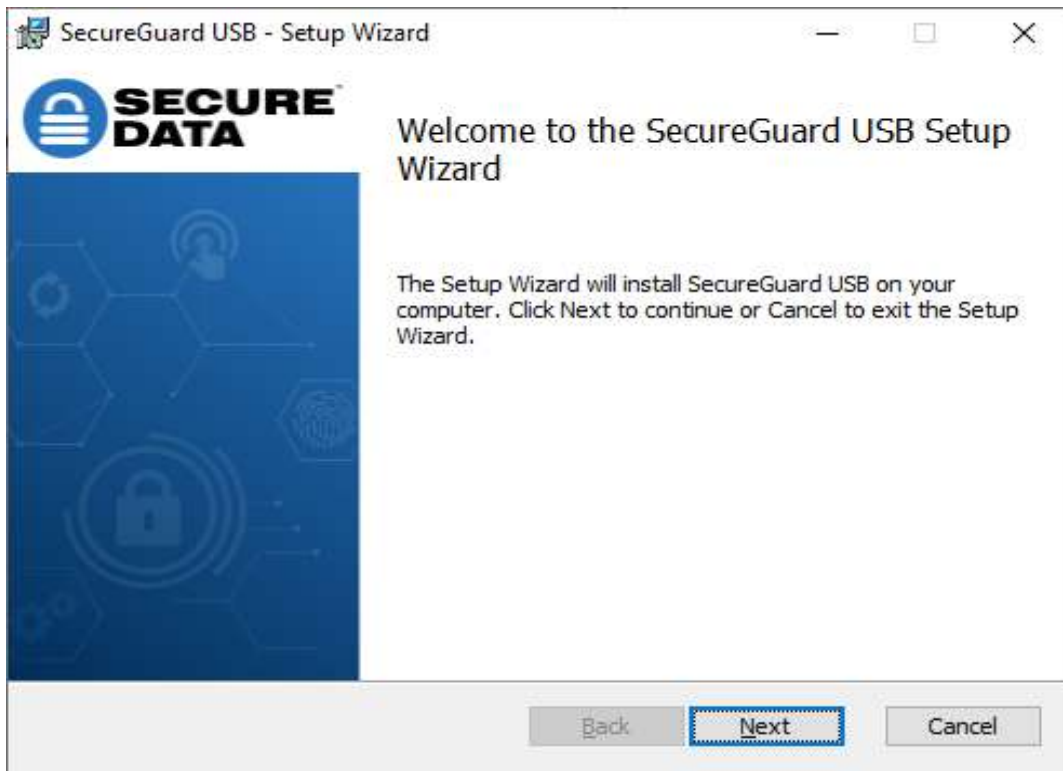 SecureGuard USB - Setup Wizard
SECURE
DATA
Welcome to the SecureGuard USB Setup
Wizard
The Setup Wizard will install SecureGuard USB on your
computer. Click Next to continue or Cancel to exit the Setup
Wizard.
Back Next Cancel